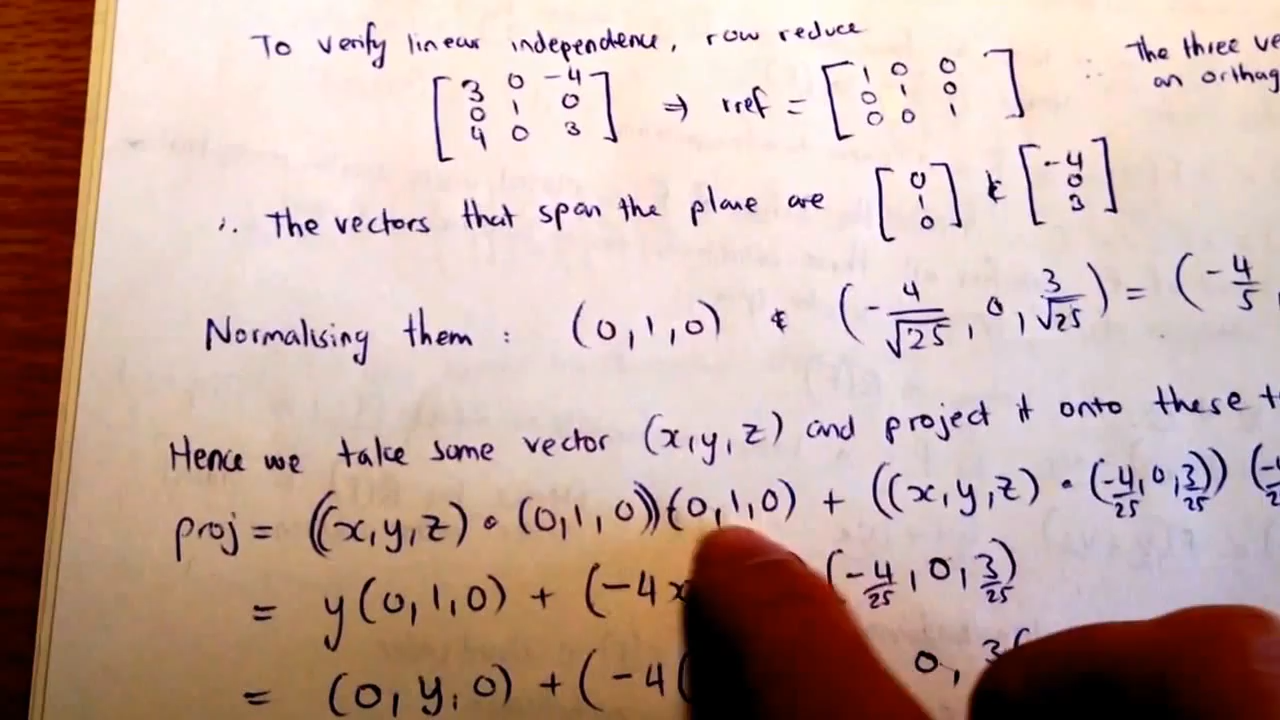 To verify linear independence, row reduce
[3 0 -4; 0 1 0; 4 0 3] ⇒ rref = [1 0 0; 0 1 0; 0 0 1] ∴ The three
an
∴ The vectors that span the plane are [0; 1; 0] & [-4; 0; 3]
Normalising them : (0,1,0) & (-4/√25, 0, 3/√25) = (-4/5,
Hence we take some vector (x,y,z) and project it onto these
proj = ((x,y,z) • (0,1,0))(0,1,0) + ((x,y,z) • (-4/25,0,3/25)) (
= y(0,1,0) + (-4x (-4/25, 0, 3/25)
= (0,y,0) + (-4( 0, 3(